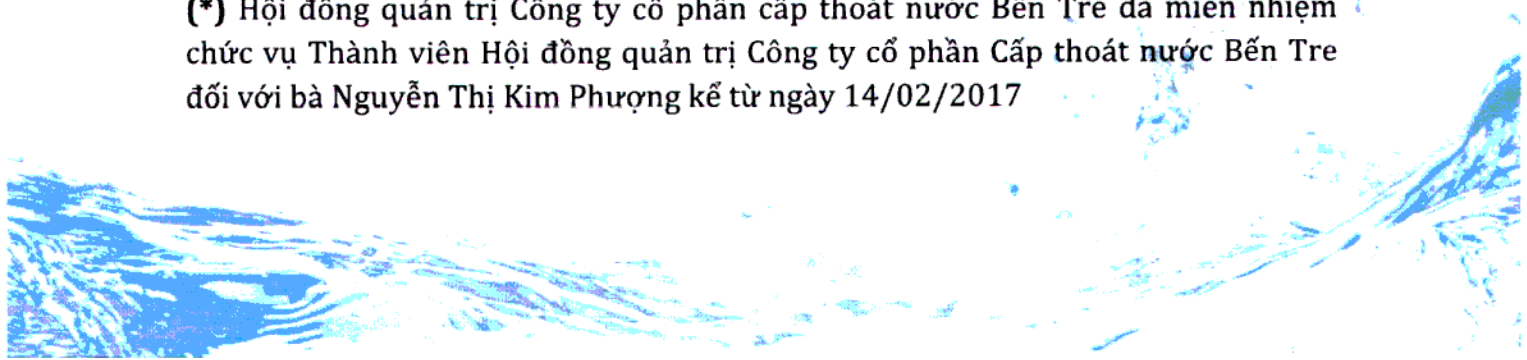 (*) Hội đồng quản trị Công ty cổ phần cấp thoát nước Bến Tre đã miễn nhiệm
chức vụ Thành viên Hội đồng quản trị Công ty cổ phần Cấp thoát nước Bến Tre
đối với bà Nguyễn Thị Kim Phượng kể từ ngày 14/02/2017